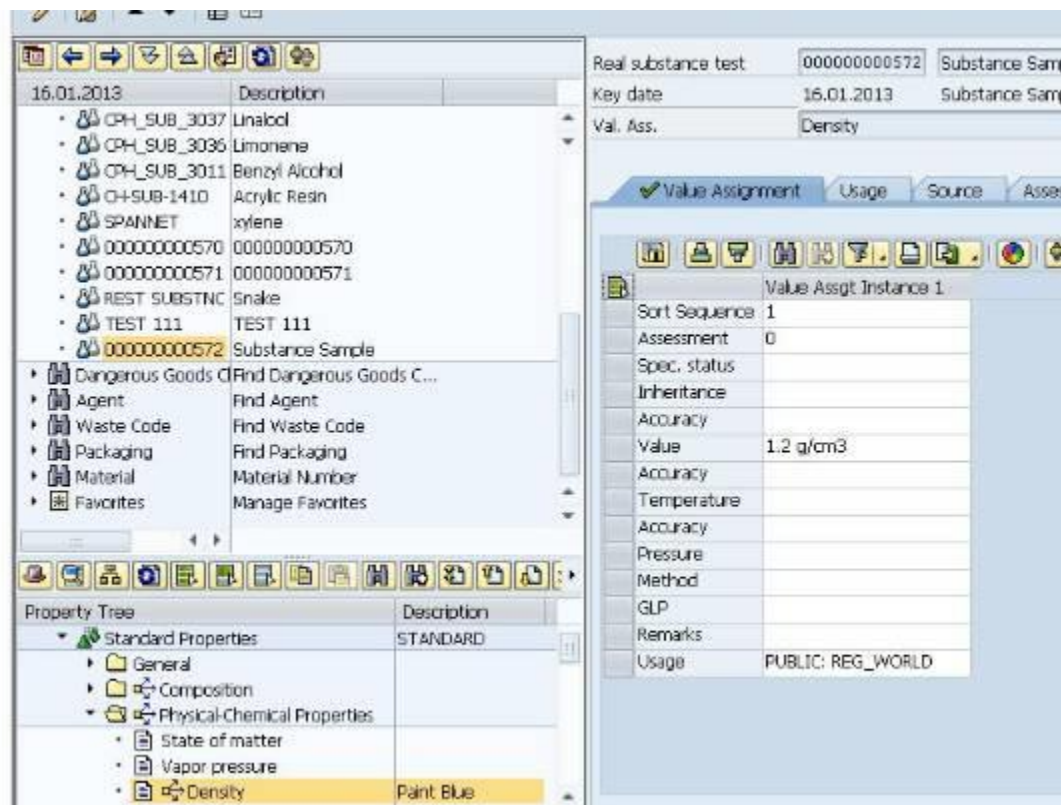 16.01.2013 Description
CPH_SUB_3037 Linalool
CPH_SUB_3036 Limonene
CPH_SUB_3011 Benzyl Alcohol
CH-SUB-1410 Acrylic Resin
SPANNET xylene
000000000570 000000000570
000000000571 000000000571
REST SUBSTNC Snake
TEST 111 TEST 111
000000000572 Substance Sample
Dangerous Goods Cl Find Dangerous Goods C...
Agent Find Agent
Waste Code Find Waste Code
Packaging Find Packaging
Material Material Number
Favorites Manage Favorites
Property Tree Description
Standard Properties STANDARD
General
Composition
Physical-Chemical Properties
State of matter
Vapor pressure
Density Paint Blue
Real substance test 000000000572 Substance Sam
Key date 16.01.2013 Substance Sam
Val. Ass. Density
Value Assignment Usage Source Asses
Value Assgt Instance 1
Sort Sequence 1
Assessment 0
Spec. status
Inheritance
Accuracy
Value 1.2 g/cm3
Accuracy
Temperature
Accuracy
Pressure
Method
GLP
Remarks
Usage PUBLIC: REG_WORLD